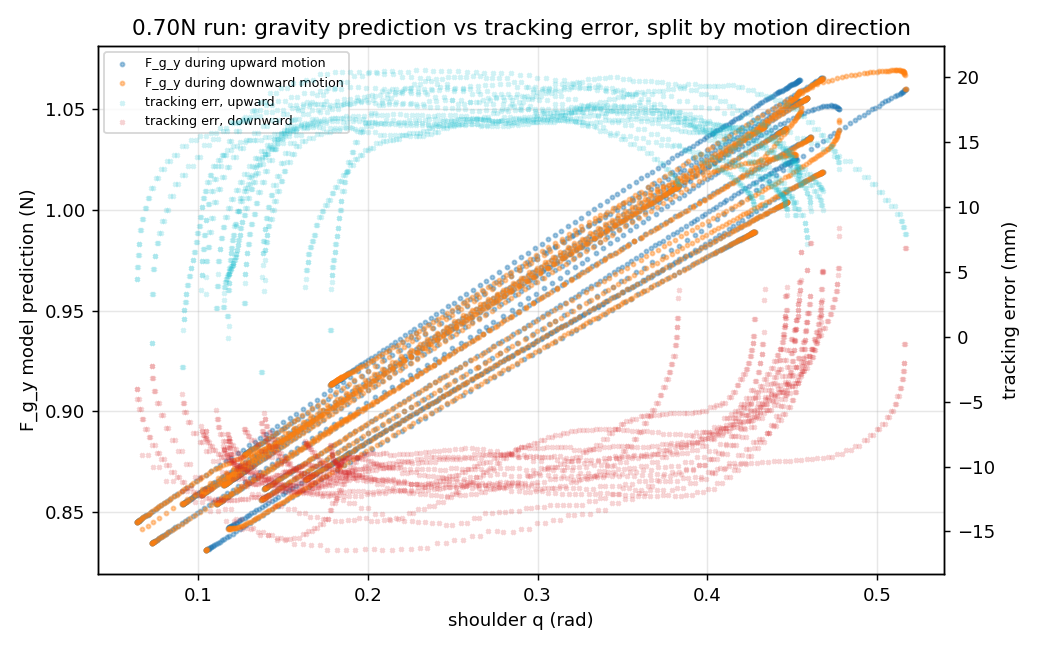 0.70N run: gravity prediction vs tracking error, split by motion direction
F_g_y during upward motion
F_g_y during downward motion
tracking err, upward
tracking err, downward
F_g_y model prediction (N)
1.05
1.00
0.95
0.90
0.85
20
15
10
5
0
−5
−10
−15
tracking error (mm)
0.1 0.2 0.3 0.4 0.5
shoulder q (rad)